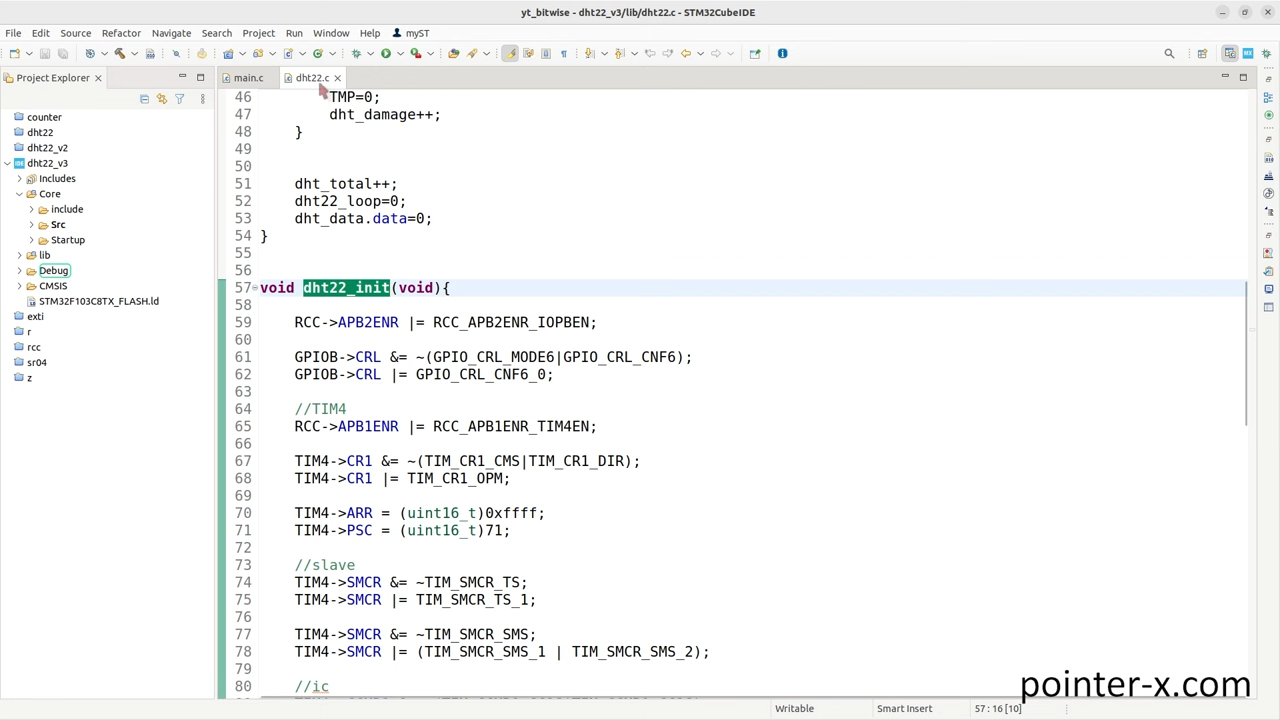 yt_bitwise - dht22_v3/lib/dht22.c - STM32CubeIDE
File Edit Source Refactor Navigate Search Project Run Window Help myST
Project Explorer
main.c
dht22.c
counter
dht22
dht22_v2
dht22_v3
Includes
Core
include
Src
Startup
lib
Debug
CMSIS
STM32F103C8TX_FLASH.ld
exti
r
rcc
sr04
z
46 TMP=0;
47 dht_damage++;
48 }
49
50
51 dht_total++;
52 dht22_loop=0;
53 dht_data.data=0;
54 }
55
56
57 void dht22_init(void){
58
59 RCC->APB2ENR |= RCC_APB2ENR_IOPBEN;
60
61 GPIOB->CRL &= ~(GPIO_CRL_MODE6|GPIO_CRL_CNF6);
62 GPIOB->CRL |= GPIO_CRL_CNF6_0;
63
64 //TIM4
65 RCC->APB1ENR |= RCC_APB1ENR_TIM4EN;
66
67 TIM4->CR1 &= ~(TIM_CR1_CMS|TIM_CR1_DIR);
68 TIM4->CR1 |= TIM_CR1_OPM;
69
70 TIM4->ARR = (uint16_t)0xffff;
71 TIM4->PSC = (uint16_t)71;
72
73 //slave
74 TIM4->SMCR &= ~TIM_SMCR_TS;
75 TIM4->SMCR |= TIM_SMCR_TS_1;
76
77 TIM4->SMCR &= ~TIM_SMCR_SMS;
78 TIM4->SMCR |= (TIM_SMCR_SMS_1 | TIM_SMCR_SMS_2);
79
80 //ic
pointer-x.com
Writable Smart Insert 57 : 16 [10]